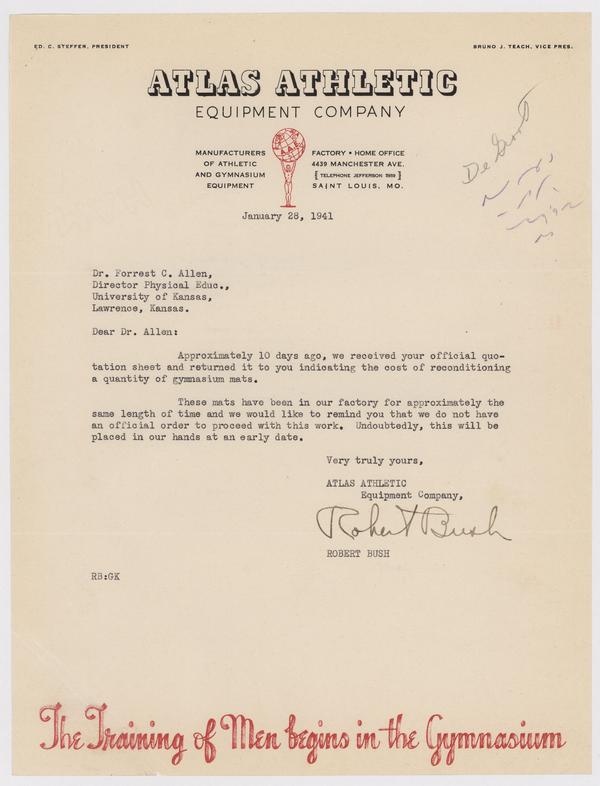 ED. C. STEFFEN, PRESIDENT
BRUNO J. TEACH, VICE PRES.
ATLAS ATHLETIC
EQUIPMENT COMPANY
MANUFACTURERS
OF ATHLETIC
AND GYMNASIUM
EQUIPMENT
FACTORY • HOME OFFICE
4439 MANCHESTER AVE.
[TELEPHONE JEFFERSON 1989]
SAINT LOUIS, MO.
DeGroot
January 28, 1941
Dr. Forrest C. Allen,
Director Physical Educ.,
University of Kansas,
Lawrence, Kansas.
Dear Dr. Allen:
Approximately 10 days ago, we received your official quo-
tation sheet and returned it to you indicating the cost of reconditioning
a quantity of gymnasium mats.
These mats have been in our factory for approximately the
same length of time and we would like to remind you that we do not have
an official order to proceed with this work. Undoubtedly, this will be
placed in our hands at an early date.
Very truly yours,
ATLAS ATHLETIC
Equipment Company,
Robert Bush
ROBERT BUSH
RB:GK
The Training of Men begins in the Gymnasium